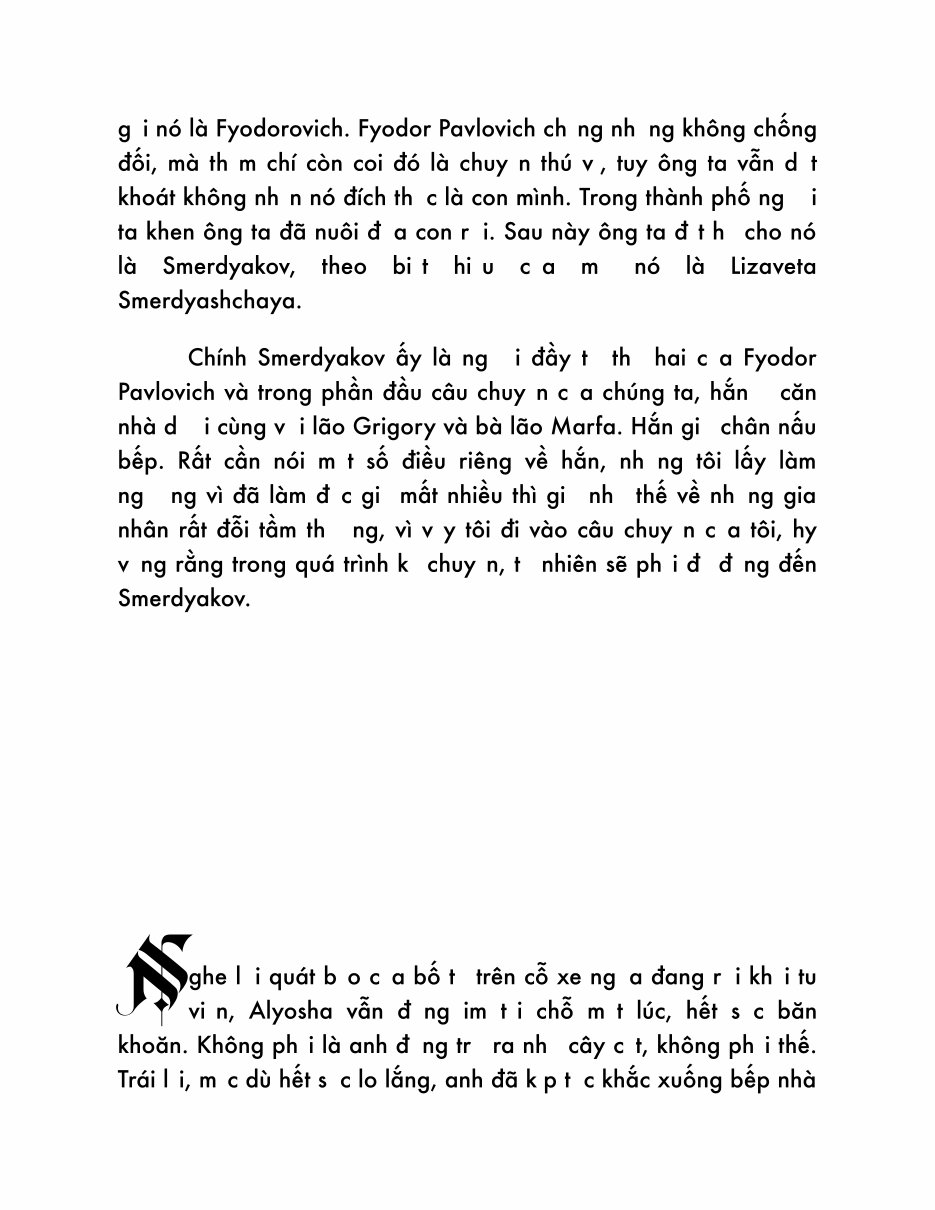 g i nó là Fyodorovich. Fyodor Pavlovich ch ng nh ng không chống
đối, mà th m chí còn coi đó là chuy n thú v , tuy ông ta vẫn d t
khoát không nh n nó đích th c là con mình. Trong thành phố ng i
ta khen ông ta đã nuôi đ a con r i. Sau này ông ta đ t h cho nó
là Smerdyakov, theo bi t hi u c a m nó là Lizaveta
Smerdyashchaya.
Chính Smerdyakov ấy là ng i đầy t th hai c a Fyodor
Pavlovich và trong phần đầu câu chuy n c a chúng ta, hắn căn
nhà d i cùng v i lão Grigory và bà lão Marfa. Hắn gi chân nấu
bếp. Rất cần nói m t số điều riêng về hắn, nh ng tôi lấy làm
ng ng vì đã làm đ c gi mất nhiều thì gi nh thế về nh ng gia
nhân rất đỗi tầm th ng, vì v y tôi đi vào câu chuy n c a tôi, hy
v ng rằng trong quá trình k chuy n, t nhiên sẽ ph i đ đ ng đến
Smerdyakov.
Nghe l i quát b o c a bố t trên cỗ xe ng a đang r i kh i tu
vi n, Alyosha vẫn đ ng im t i chỗ m t lúc, hết s c băn
khoăn. Không ph i là anh đ ng tr ra nh cây c t, không ph i thế.
Trái l i, m c dù hết s c lo lắng, anh đã k p t c khắc xuống bếp nhà